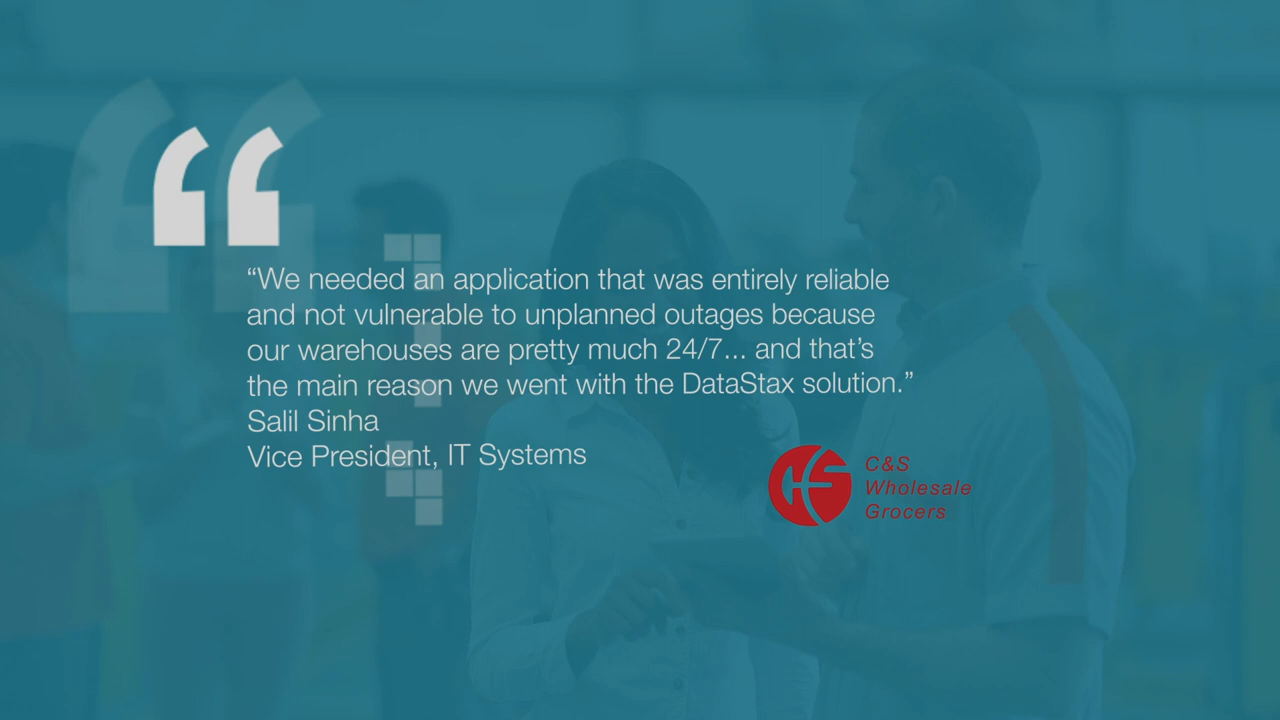 “We needed an application that was entirely reliable
and not vulnerable to unplanned outages because
our warehouses are pretty much 24/7... and that’s
the main reason we went with the DataStax solution.”
Salil Sinha
Vice President, IT Systems
CS
C&S
Wholesale
Grocers